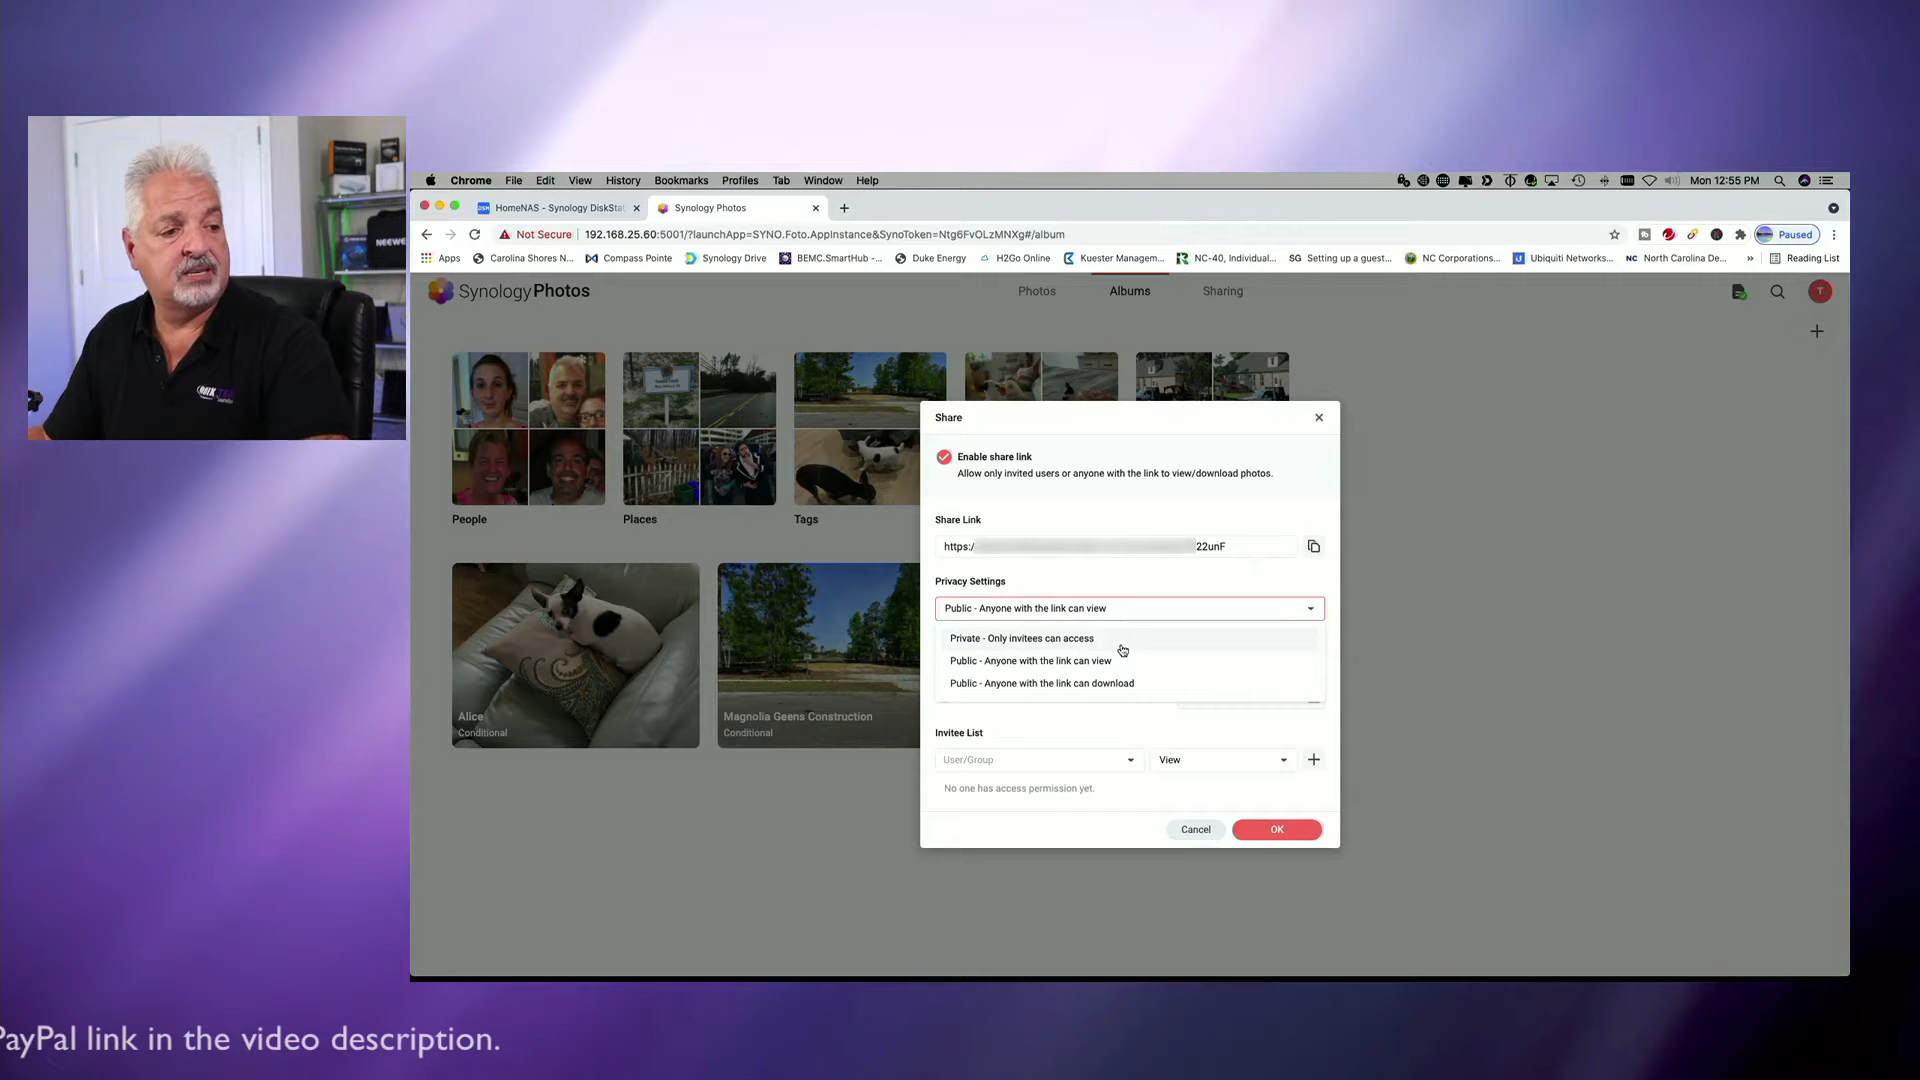 Chrome File Edit View History Bookmarks Profiles Tab Window Help Mon 12:55 PM
HomeNAS - Synology DiskSta Synology Photos
Not Secure 192.168.25.60:5001/?launchApp=SYNO.Foto.AppInstance&SynoToken=Ntg6FvOLzMNXg#/album Paused
Apps Carolina Shores N... Compass Pointe Synology Drive BEMC.SmartHub -... Duke Energy H2Go Online Kuester Managem... NC-40, Individual... SG Setting up a guest... NC Corporations... Ubiquiti Networks... NC North Carolina De... » Reading List
SynologyPhotos Photos Albums Sharing T
NEEWE
People Places Tags
Share
Enable share link
Allow only invited users or anyone with the link to view/download photos.
Share Link
https:/ 22unF
Privacy Settings
Public - Anyone with the link can view
Private - Only invitees can access
Public - Anyone with the link can view
Public - Anyone with the link can download
Invitee List
User/Group View
No one has access permission yet.
Cancel OK
Alice
Conditional
Magnolia Geens Construction
Conditional
PayPal link in the video description.